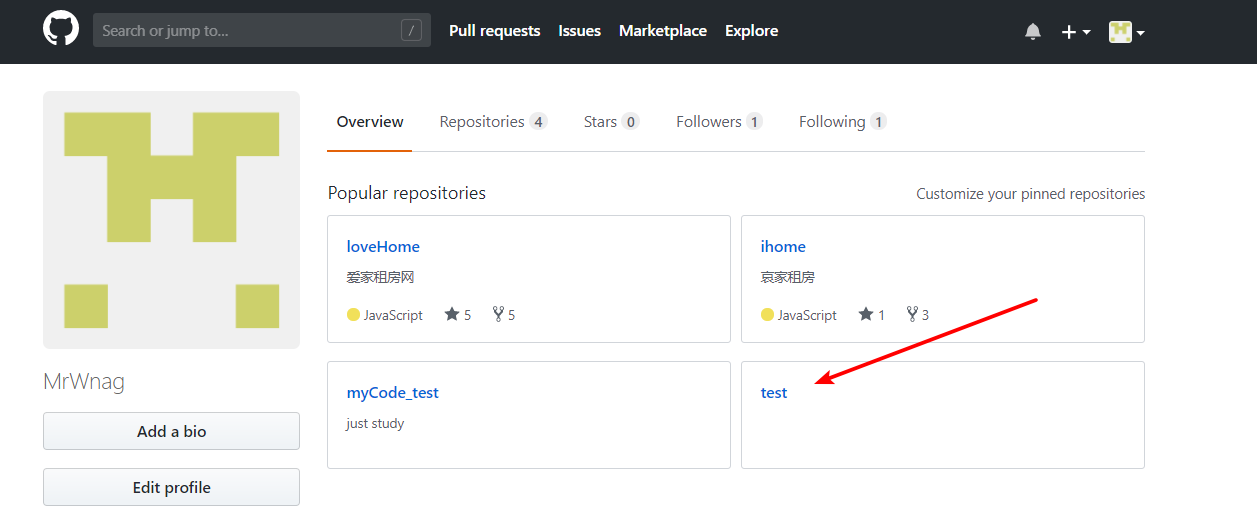 Search or jump to... / Pull requests Issues Marketplace Explore
Overview Repositories 4 Stars 0 Followers 1 Following 1
Popular repositories Customize your pinned repositories
loveHome
爱家租房网
JavaScript 5 5
ihome
哀家租房
JavaScript 1 3
myCode_test
just study
test
MrWnag
Add a bio
Edit profile